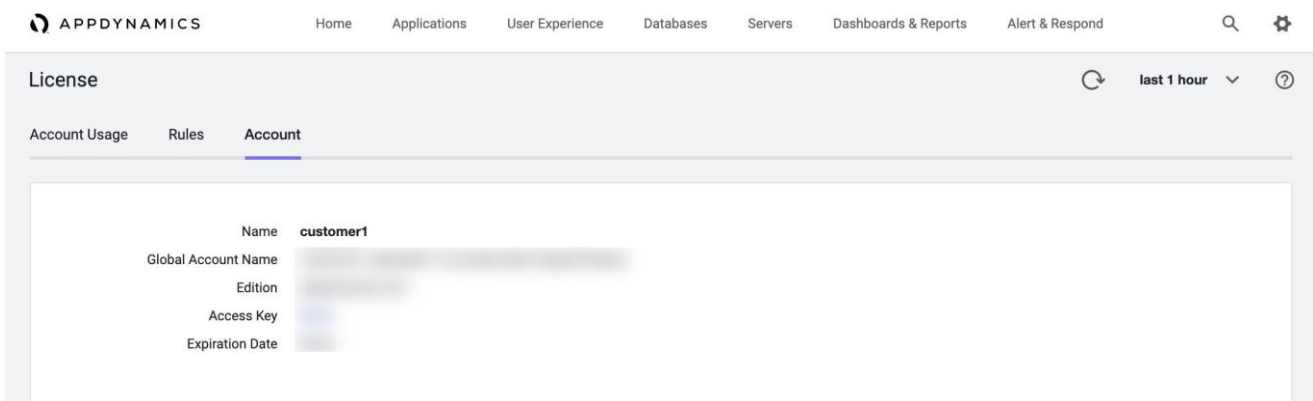 APPDYNAMICS Home Applications User Experience Databases Servers Dashboards & Reports Alert & Respond
License last 1 hour
Account Usage Rules Account
Name customer1
Global Account Name
Edition
Access Key
Expiration Date